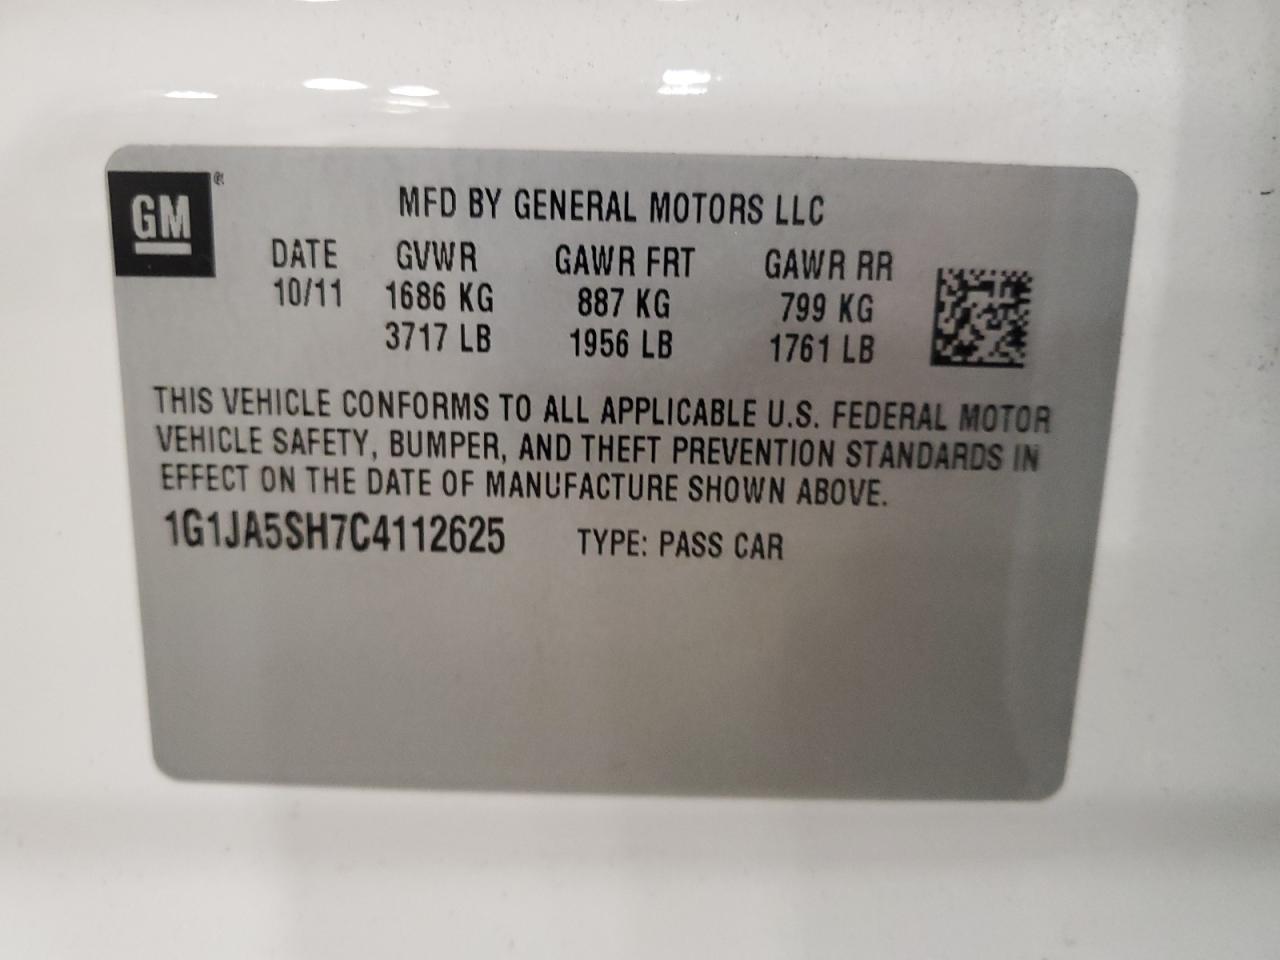 GM ®
MFD BY GENERAL MOTORS LLC
DATE GVWR GAWR FRT GAWR RR
10/11 1686 KG 887 KG 799 KG
3717 LB 1956 LB 1761 LB
THIS VEHICLE CONFORMS TO ALL APPLICABLE U.S. FEDERAL MOTOR
VEHICLE SAFETY, BUMPER, AND THEFT PREVENTION STANDARDS IN
EFFECT ON THE DATE OF MANUFACTURE SHOWN ABOVE.
1G1JA5SH7C4112625 TYPE: PASS CAR